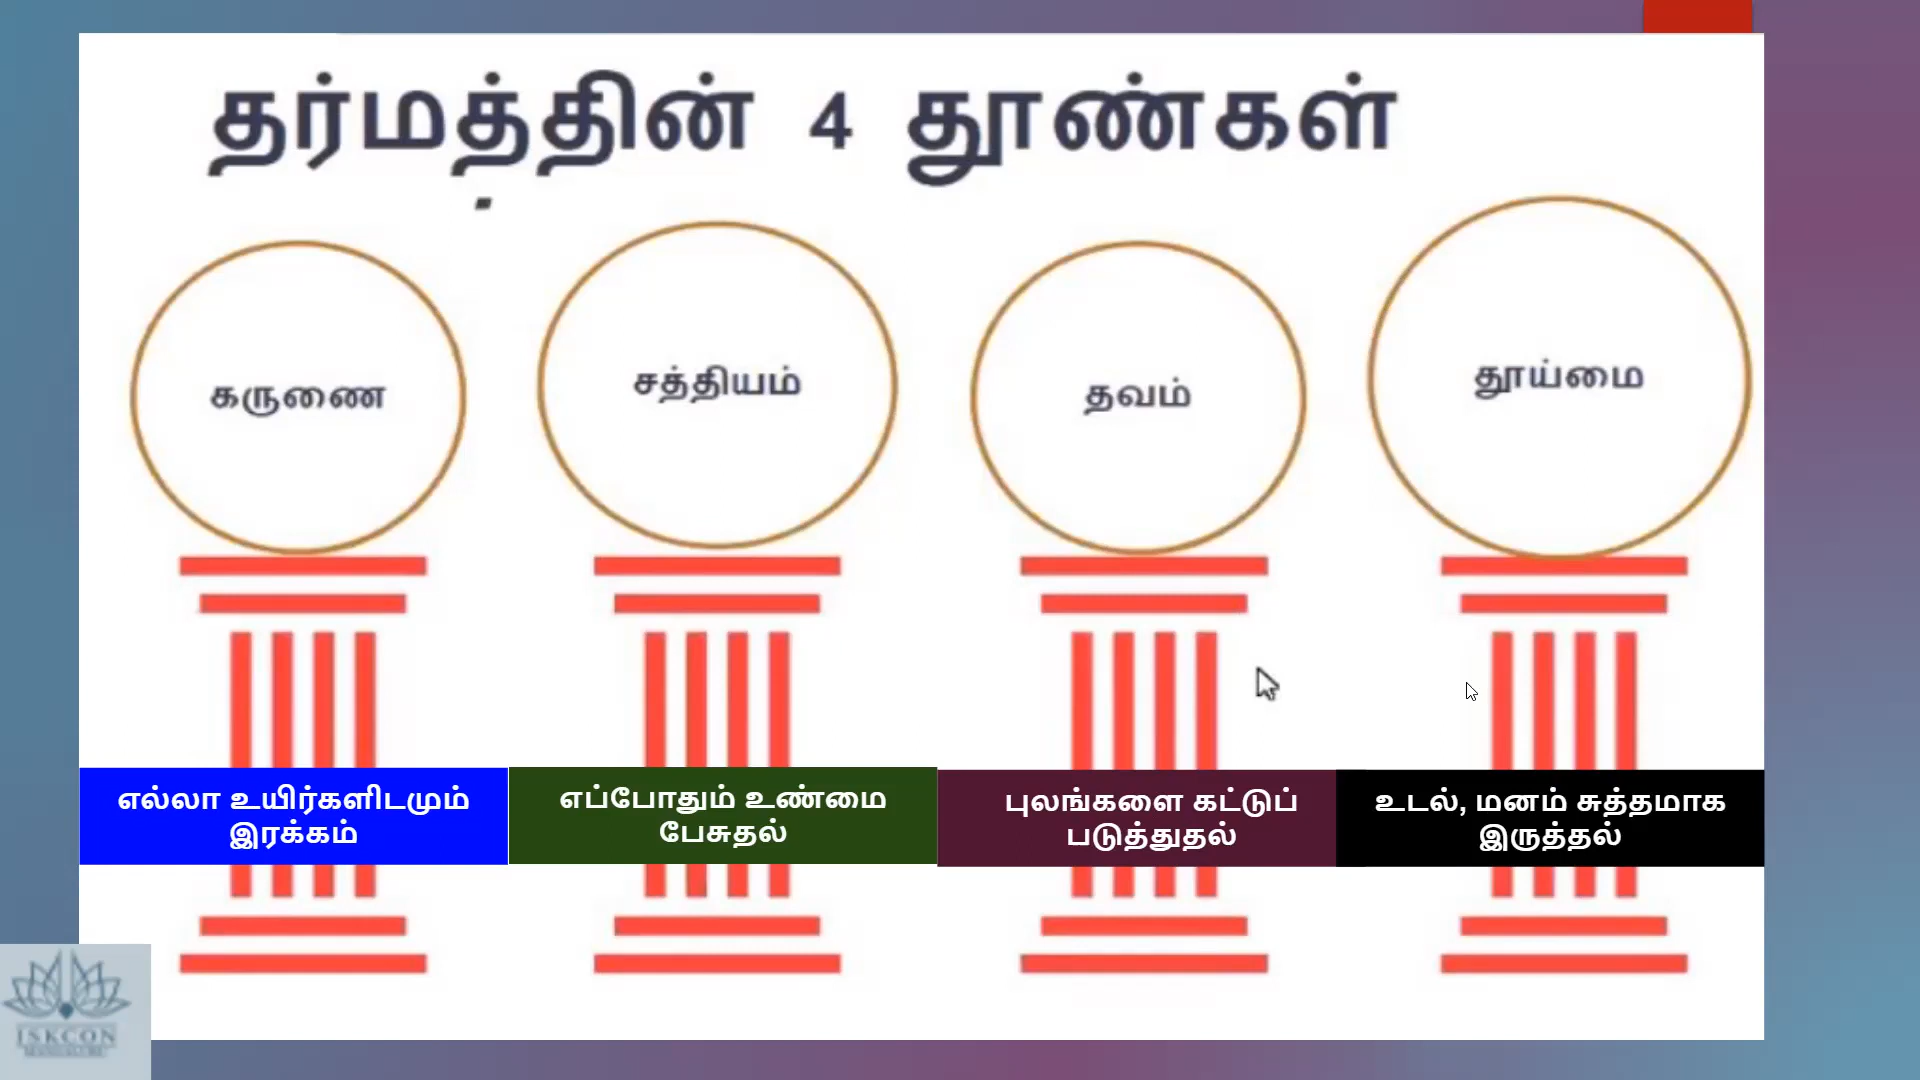 தர்மத்தின் 4 தூண்கள்
கருணை
சத்தியம்
தவம்
தூய்மை
எல்லா உயிர்களிடமும்
இரக்கம்
எப்போதும் உண்மை
பேசுதல்
புலங்களை கட்டுப்
படுத்துதல்
உடல், மனம் சுத்தமாக
இருத்தல்
ISKCON